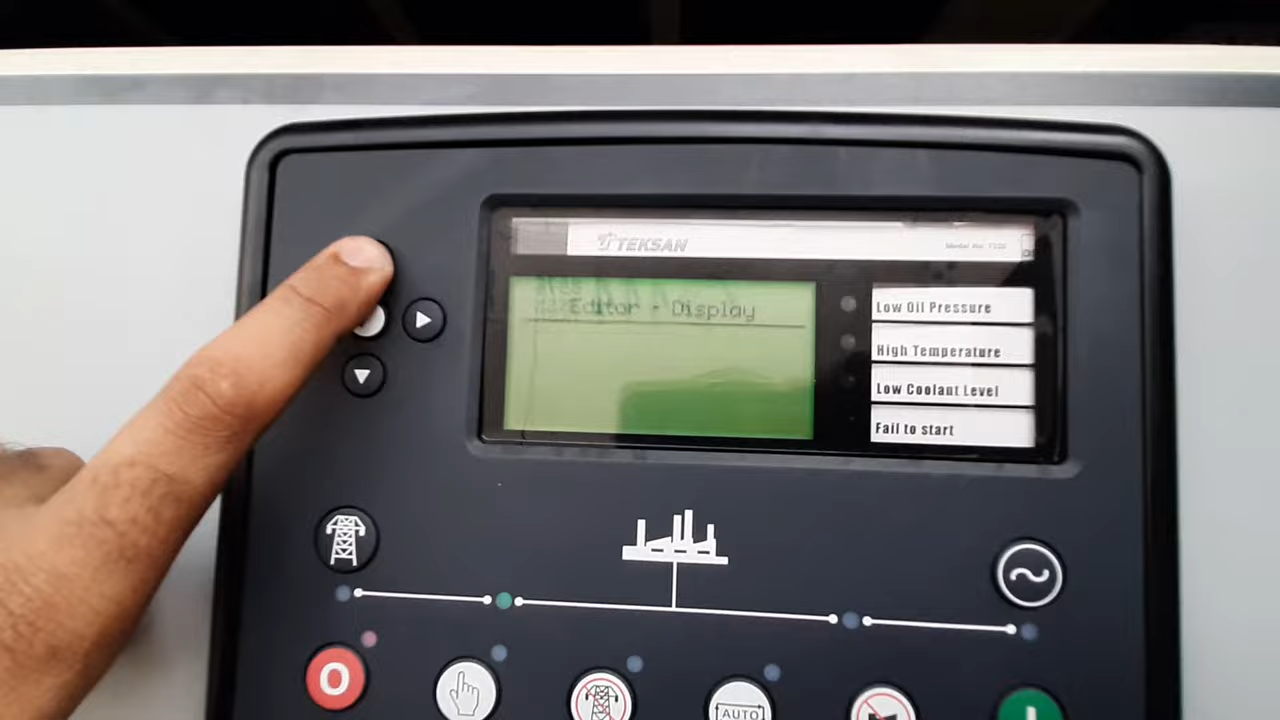 TEKSAN
Editor - Display
Low Oil Pressure
High Temperature
Low Coolant Level
Fail to start
AUTO